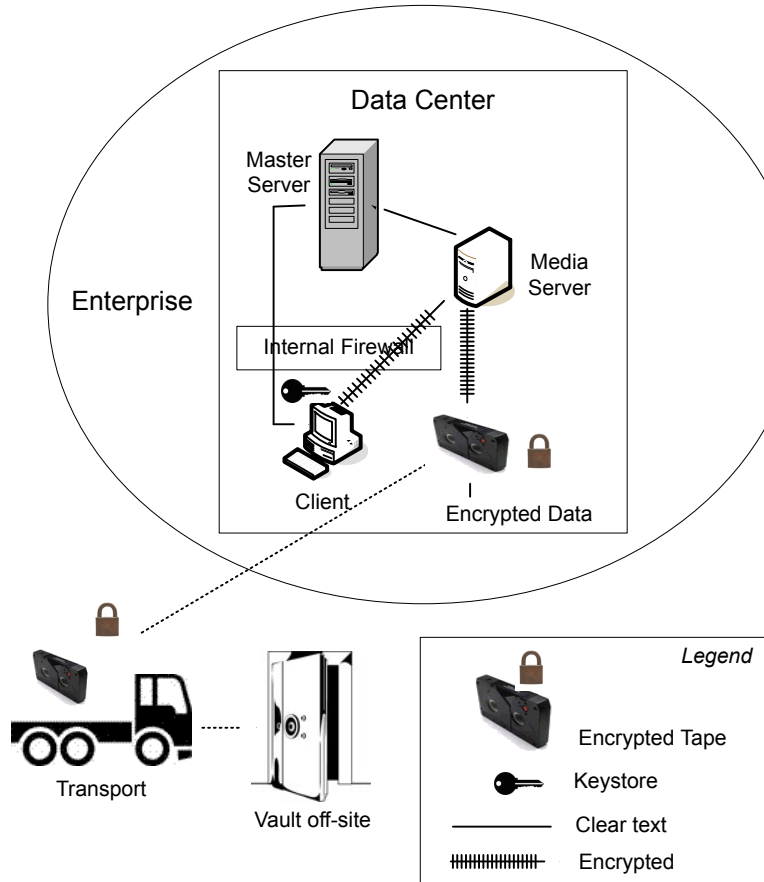 Data Center
Master
Server
Media
Server
Enterprise
Internal Firewall
Client
Encrypted Data
Transport
Vault off-site
Legend
Encrypted Tape
Keystore
Clear text
Encrypted